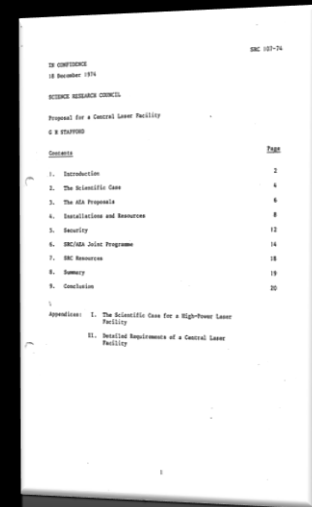 SRC 107-74
IN CONFIDENCE
18 December 1974
SCIENCE RESEARCH COUNCIL
Proposal for a Central Laser Facility
G H STAFFORD
Contents Page
1. Introduction 2
2. The Scientific Case 4
3. The AEA Proposals 6
4. Installations and Resources 8
5. Security 12
6. SRC/AEA Joint Programme 14
7. SRC Resources 18
8. Summary 19
9. Conclusion 20
Appendices: I. The Scientific Case for a High-Power Laser
Facility
II. Detailed Requirements of a Central Laser
Facility
1